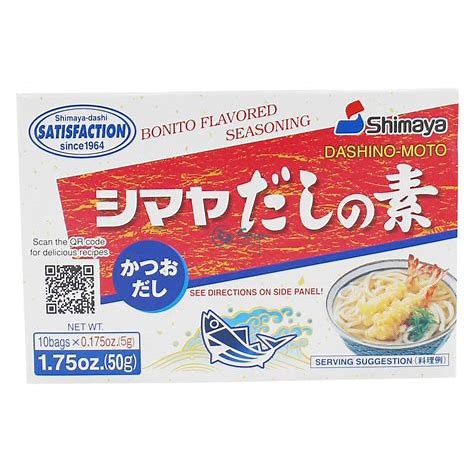 Shimaya-dashi
SATISFACTION
since1964
BONITO FLAVORED
SEASONING
Shimaya
DASHINO-MOTO
シマヤだしの素
Scan the QR code
for delicious recipes
かつお
だし
SEE DIRECTIONS ON SIDE PANEL!
NET WT.
10bags×0.175oz.(5g)
1.75oz.(50g)
SERVING SUGGESTION (料理例)